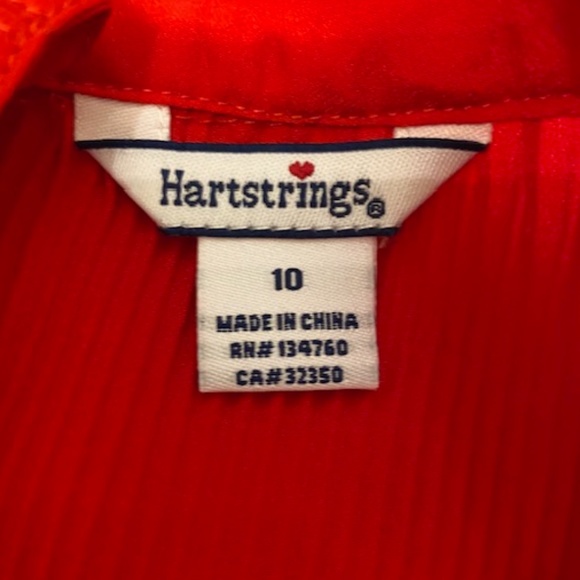 Hartstrings®
10
MADE IN CHINA
RN# 134760
CA#32350